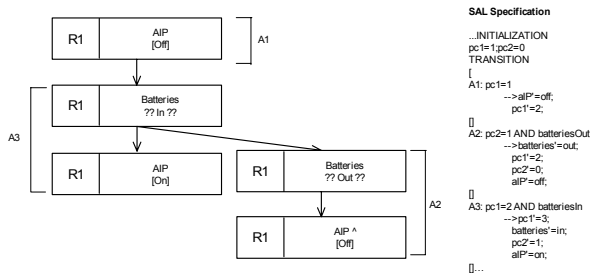 R1 AIP
[Off]
A1
R1 Batteries
?? In ??
A3
R1 AIP
[On]
R1 Batteries
?? Out ??
A2
R1 AIP ^
[Off]
SAL Specification
...INITIALIZATION
pc1=1;pc2=0
TRANSITION
[
A1: pc1=1
-->aIP'=off;
pc1'=2;
[]
A2: pc2=1 AND batteriesOut
-->batteries'=out;
pc1'=2;
pc2'=0;
aIP'=off;
[]
A3: pc1=2 AND batteriesIn
-->pc1'=3;
batteries'=in;
pc2'=1;
aIP'=on;
[]...